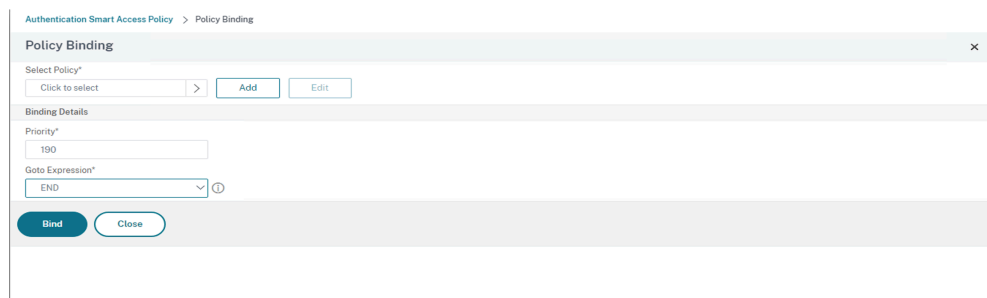 Authentication Smart Access Policy > Policy Binding
Policy Binding
Select Policy*
Click to select > Add Edit
Binding Details
Priority*
190
Goto Expression*
END
Bind Close